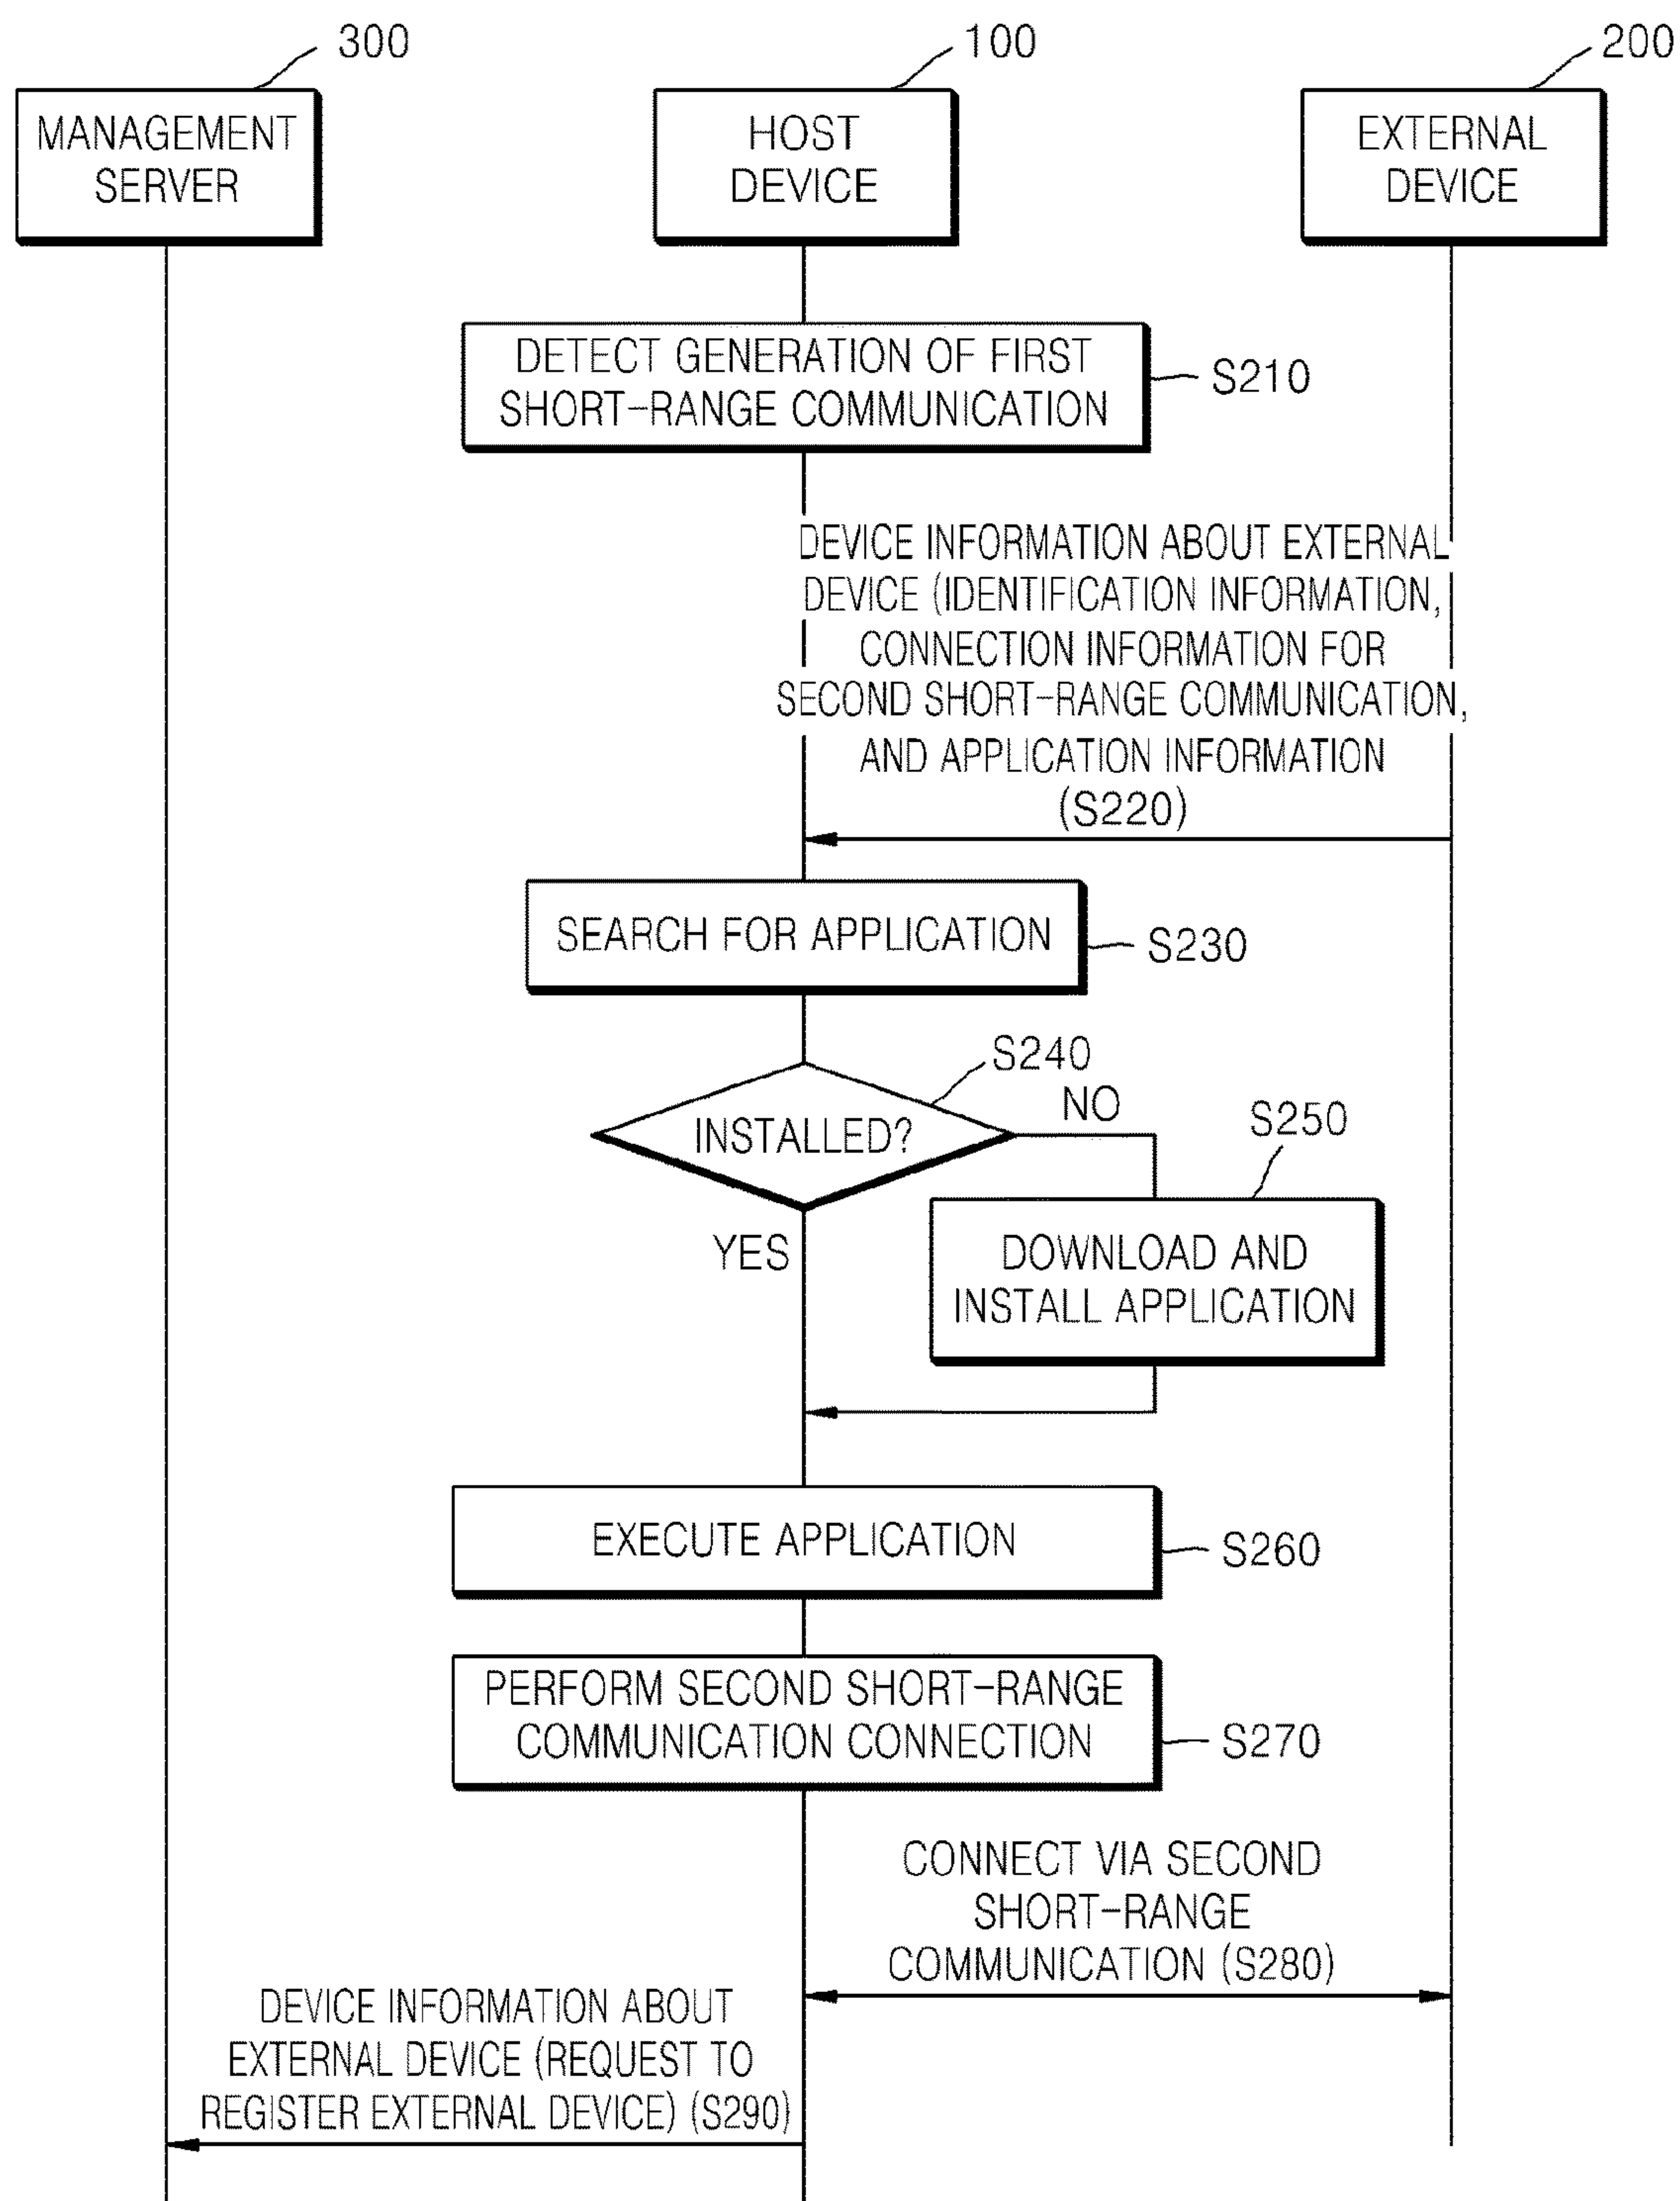 300
100
200
MANAGEMENT
SERVER
HOST
DEVICE
EXTERNAL
DEVICE
DETECT GENERATION OF FIRST
SHORT-RANGE COMMUNICATION
S210
DEVICE INFORMATION ABOUT EXTERNAL
DEVICE (IDENTIFICATION INFORMATION,
CONNECTION INFORMATION FOR
SECOND SHORT-RANGE COMMUNICATION,
AND APPLICATION INFORMATION
(S220)
SEARCH FOR APPLICATION
S230
S240
INSTALLED?
NO
YES
S250
DOWNLOAD AND
INSTALL APPLICATION
EXECUTE APPLICATION
S260
PERFORM SECOND SHORT-RANGE
COMMUNICATION CONNECTION
S270
CONNECT VIA SECOND
SHORT-RANGE
COMMUNICATION (S280)
DEVICE INFORMATION ABOUT
EXTERNAL DEVICE (REQUEST TO
REGISTER EXTERNAL DEVICE) (S290)